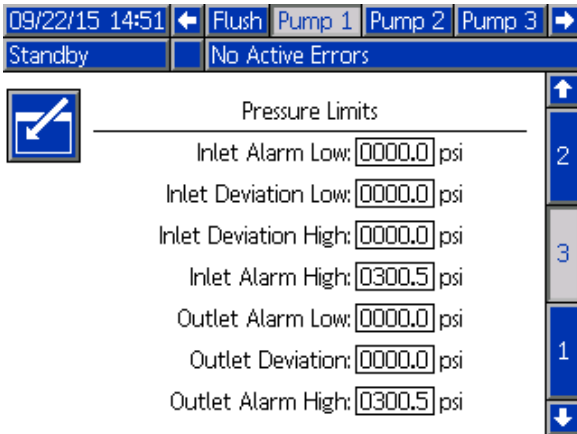 09/22/15 14:51 Flush Pump 1 Pump 2 Pump 3
Standby No Active Errors
Pressure Limits
Inlet Alarm Low: 0000.0 psi
2
Inlet Deviation Low: 0000.0 psi
Inlet Deviation High: 0000.0 psi
3
Inlet Alarm High: 0300.5 psi
Outlet Alarm Low: 0000.0 psi
Outlet Deviation: 0000.0 psi
1
Outlet Alarm High: 0300.5 psi